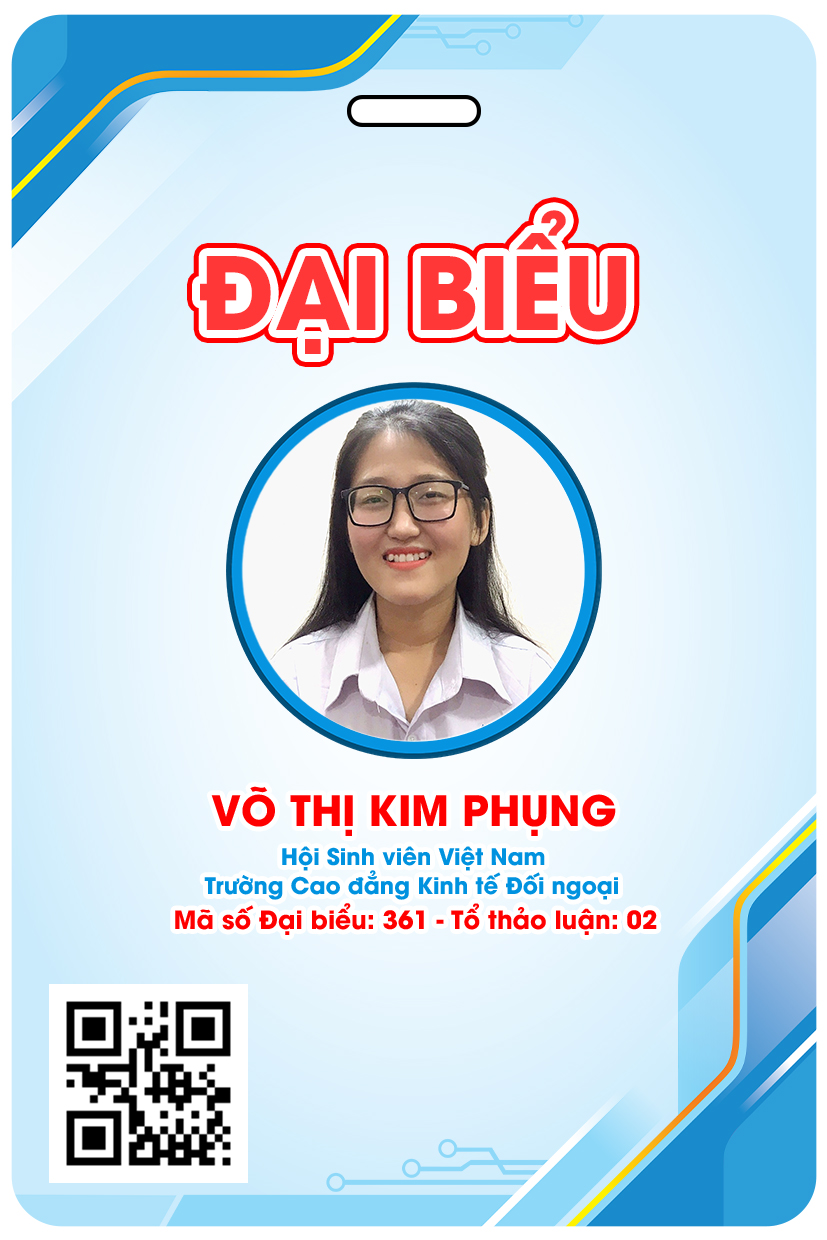 ĐẠI BIỂU
VÕ THỊ KIM PHỤNG
Hội Sinh viên Việt Nam
Trường Cao đẳng Kinh tế Đối ngoại
Mã số Đại biểu: 361 - Tổ thảo luận: 02